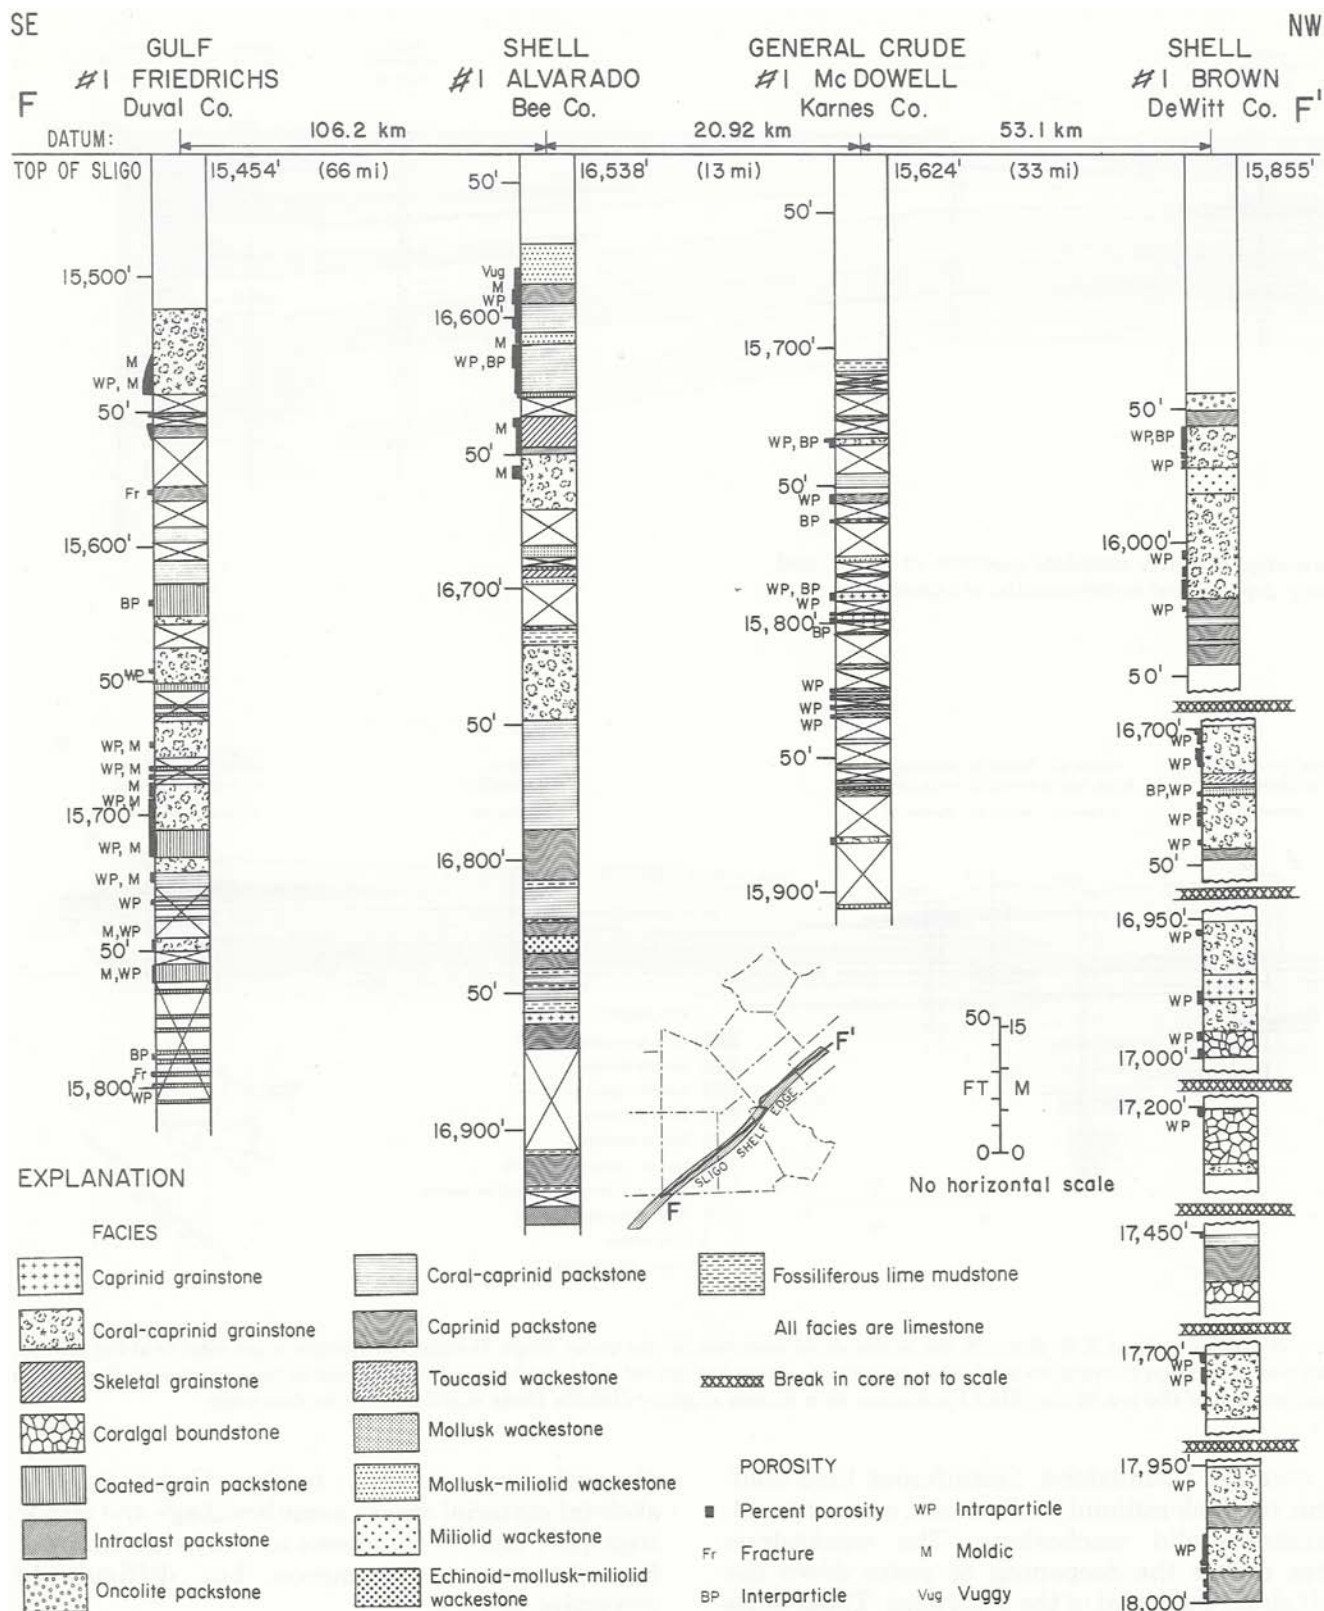 SE
NW
GULF
#1 FRIEDRICHS
Duval Co.
SHELL
#1 ALVARADO
Bee Co.
GENERAL CRUDE
#1 McDOWELL
Karnes Co.
SHELL
#1 BROWN
DeWitt Co.
F
F'
DATUM:
106.2 km
20.92 km
53.1 km
TOP OF SLIGO
15,454'
(66 mi)
16,538'
(13 mi)
15,624'
(33 mi)
15,855'
15,500'
M
WP, M
50'
Fr
15,600'
BP
WP
50'
WP, M
WP, M
M
WP, M
15,700'
WP, M
WP, M
WP
M, WP
50'
M, WP
BP
Fr
15,800'
WP
50'
Vug
M
WP
16,600'
M
WP, BP
M
50'
M
16,700'
50'
16,800'
50'
16,900'
50'
15,700'
WP, BP
50'
WP
BP
WP, BP
WP
15,800'
BP
WP
WP
WP
50'
15,900'
50'
WP,BP
WP
16,000'
WP
WP
50'
16,700'
WP
WP
BP,WP
WP
WP
50'
16,950'
WP
WP
WP
17,000'
17,200'
WP
17,450'
17,700'
WP
WP
17,950'
WP
WP
18,000'
F'
SLIGO SHELF EDGE
F
50
15
FT
M
0
0
No horizontal scale
EXPLANATION
FACIES
Caprinid grainstone
Coral-caprinid grainstone
Skeletal grainstone
Coralgal boundstone
Coated-grain packstone
Intraclast packstone
Oncolite packstone
Coral-caprinid packstone
Caprinid packstone
Toucasid wackestone
Mollusk wackestone
Mollusk-miliolid wackestone
Miliolid wackestone
Echinoid-mollusk-miliolid
wackestone
Fossiliferous lime mudstone
All facies are limestone
Break in core not to scale
POROSITY
Percent porosity
WP Intraparticle
Fr Fracture
M Moldic
BP Interparticle
Vug Vuggy